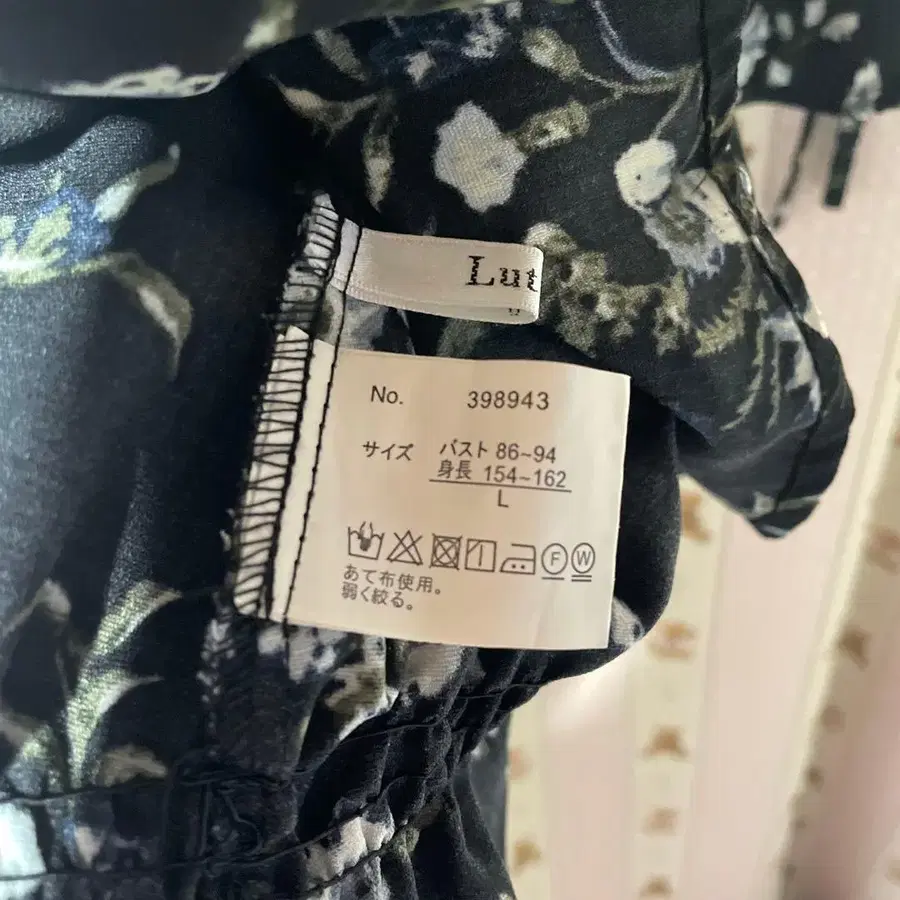 No. 398943
サイズ バスト 86~94
身長 154~162
L
F W
あて布使用。
弱く絞る。